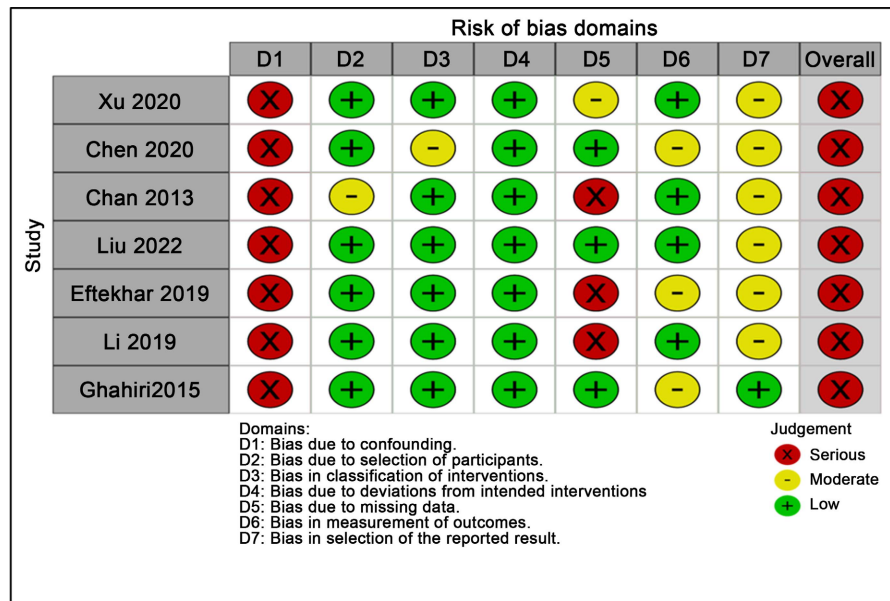 Risk of bias domains
D1 D2 D3 D4 D5 D6 D7 Overall
Study
Xu 2020 X + + + - + - X
Chen 2020 X + - + + - - X
Chan 2013 X - + + X + - X
Liu 2022 X + + + + + - X
Eftekhar 2019 X + + + X - - X
Li 2019 X + + + X + - X
Ghahiri2015 X + + + + - + X
Domains:
D1: Bias due to confounding.
D2: Bias due to selection of participants.
D3: Bias in classification of interventions.
D4: Bias due to deviations from intended interventions
D5: Bias due to missing data.
D6: Bias in measurement of outcomes.
D7: Bias in selection of the reported result.
Judgement
X Serious
- Moderate
+ Low